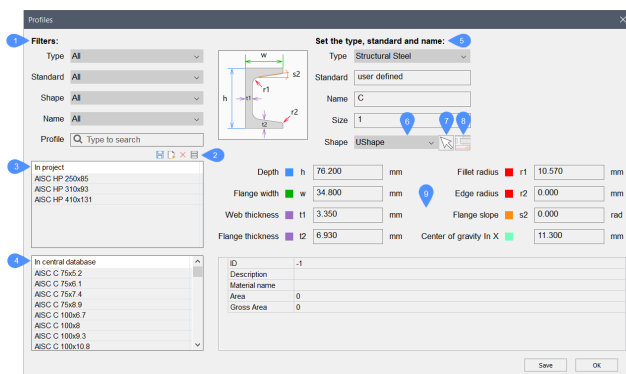 Profiles
1 Filters:
Type All
Standard All
Shape All
Name All
Profile Type to search
2
3 In project
AISC HP 250x85
AISC HP 310x93
AISC HP 410x131
4 In central database
AISC C 75x5.2
AISC C 75x6.1
AISC C 75x7.4
AISC C 75x8.9
AISC C 100x6.7
AISC C 100x8
AISC C 100x9.3
AISC C 100x10.8
w
s2
r1
h t1
r2
t2
Set the type, standard and name: 5
Type Structural Steel
Standard user defined
Name C
Size 1
6 7 8
Shape UShape
Depth h 76.200 mm
Flange width w 34.800 mm
Web thickness t1 3.350 mm
Flange thickness t2 6.930 mm
9
Fillet radius r1 10.570 mm
Edge radius r2 0.000 mm
Flange slope s2 0.000 rad
Center of gravity In X 11.300 mm
ID -1
Description
Material name
Area 0
Gross Area 0
Save OK